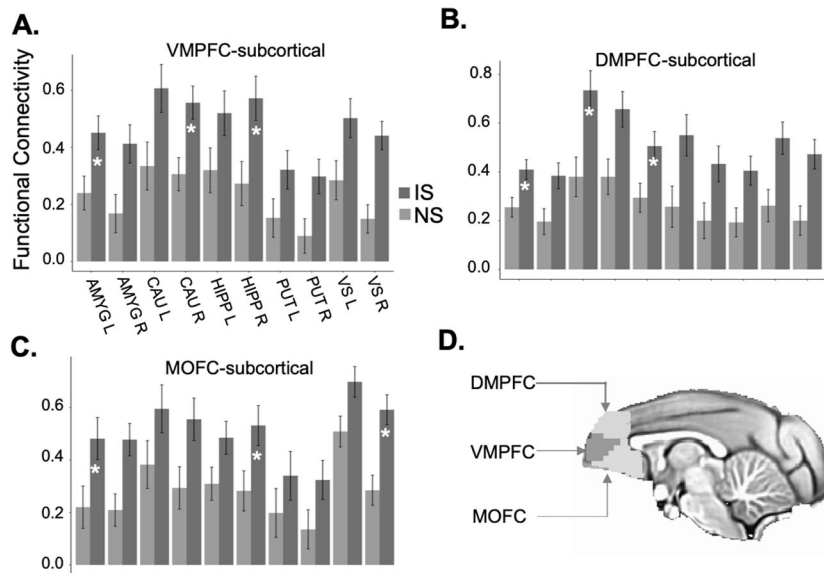 A.
VMPFC-subcortical
Functional Connectivity
0.6
0.4
0.2
0.0
*
*
*
AMYG L
AMYG R
CAU L
CAU R
HIPP L
HIPP R
PUT L
PUT R
VS L
VS R
IS
NS
B.
DMPFC-subcortical
0.8
0.6
0.4
0.2
0
*
*
*
C.
MOFC-subcortical
0.6
0.4
0.2
0.0
*
*
*
D.
DMPFC
VMPFC
MOFC